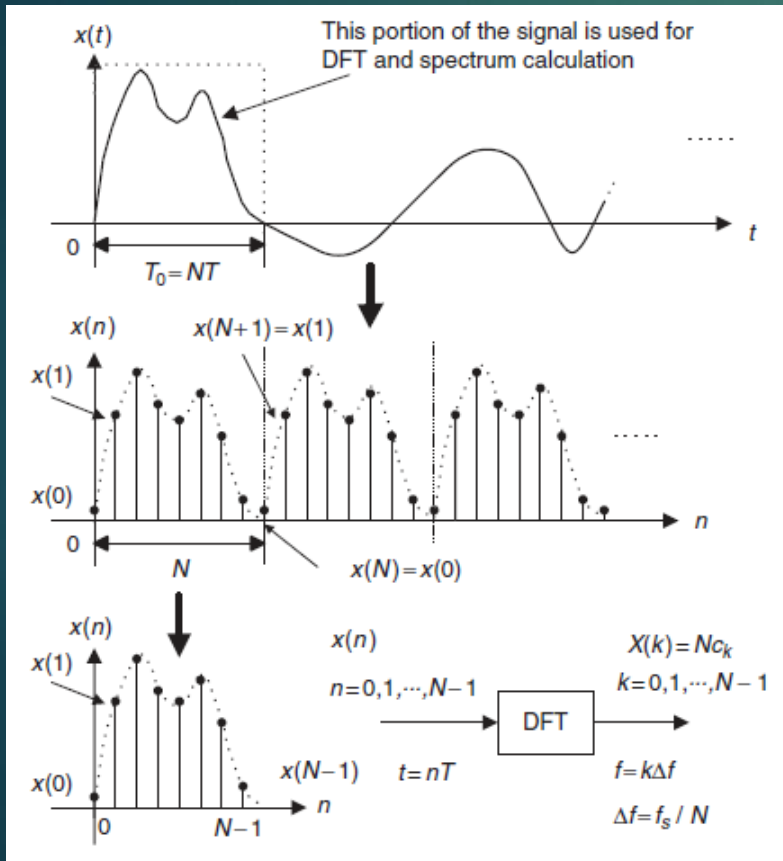 x(t)
This portion of the signal is used for
DFT and spectrum calculation
0
t
T₀=NT
x(n)
x(N+1)=x(1)
x(1)
x(0)
0
n
N
x(N)=x(0)
x(n)
x(1)
x(0)
0
N−1
x(N−1)
n
x(n)
n=0,1,···,N−1
t=nT
DFT
X(k)=Ncₖ
k=0,1,···,N−1
f=kΔf
Δf=fₛ / N